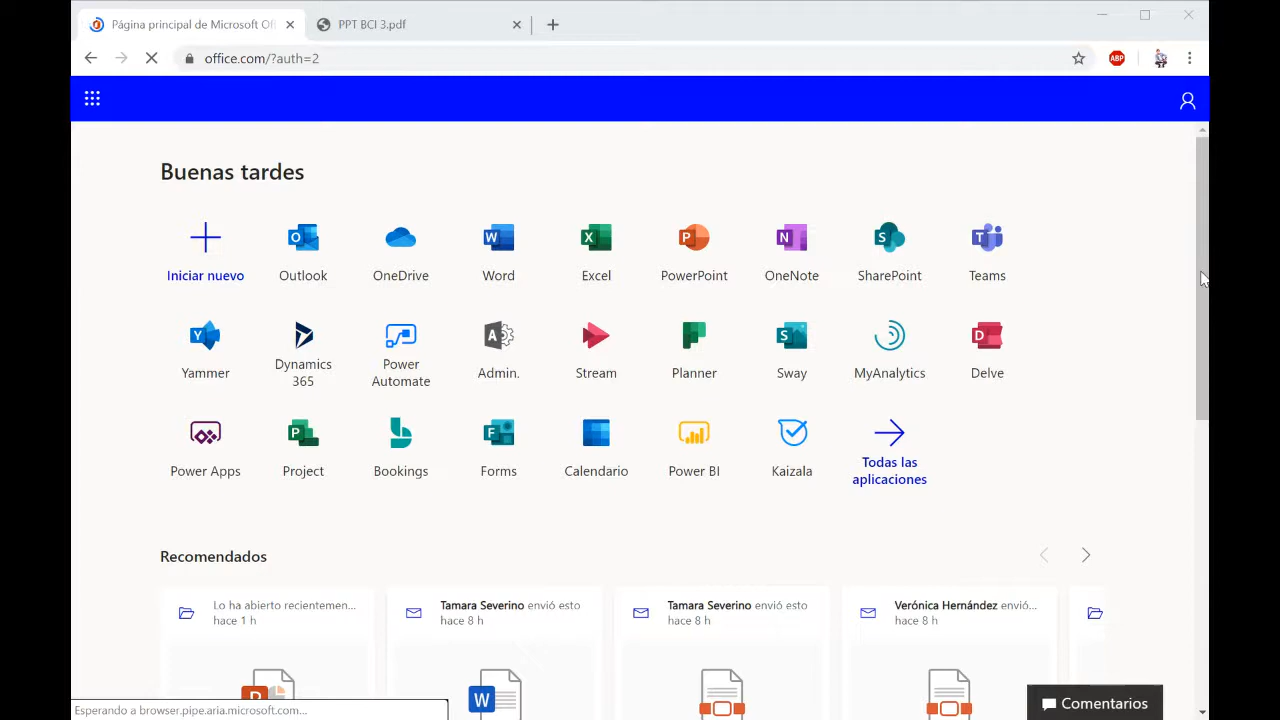 Página principal de Microsoft Of
PPT BCI 3.pdf
office.com/?auth=2
ABP
Buenas tardes
Iniciar nuevo
Outlook
OneDrive
Word
Excel
PowerPoint
OneNote
SharePoint
Teams
Yammer
Dynamics
365
Power
Automate
Admin.
Stream
Planner
Sway
MyAnalytics
Delve
Power Apps
Project
Bookings
Forms
Calendario
Power BI
Kaizala
Todas las
aplicaciones
Recomendados
Lo ha abierto recientemen...
hace 1 h
Tamara Severino envió esto
hace 8 h
Tamara Severino envió esto
hace 8 h
Verónica Hernández envió...
hace 8 h
Comentarios
Esperando a browser.pipe.aria.microsoft.com...